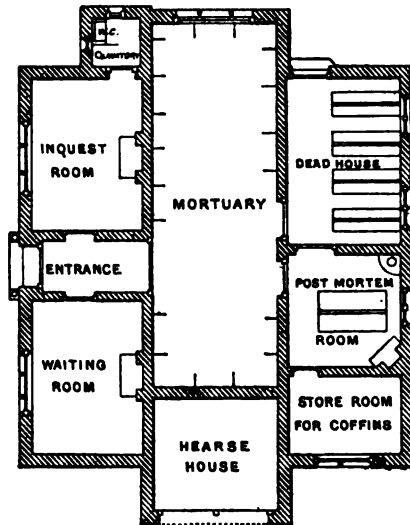 W.C.
INQUEST
ROOM
MORTUARY
DEAD HOUSE
ENTRANCE
POST MORTEM
ROOM
WAITING
ROOM
STORE ROOM
FOR COFFINS
HEARSE
HOUSE